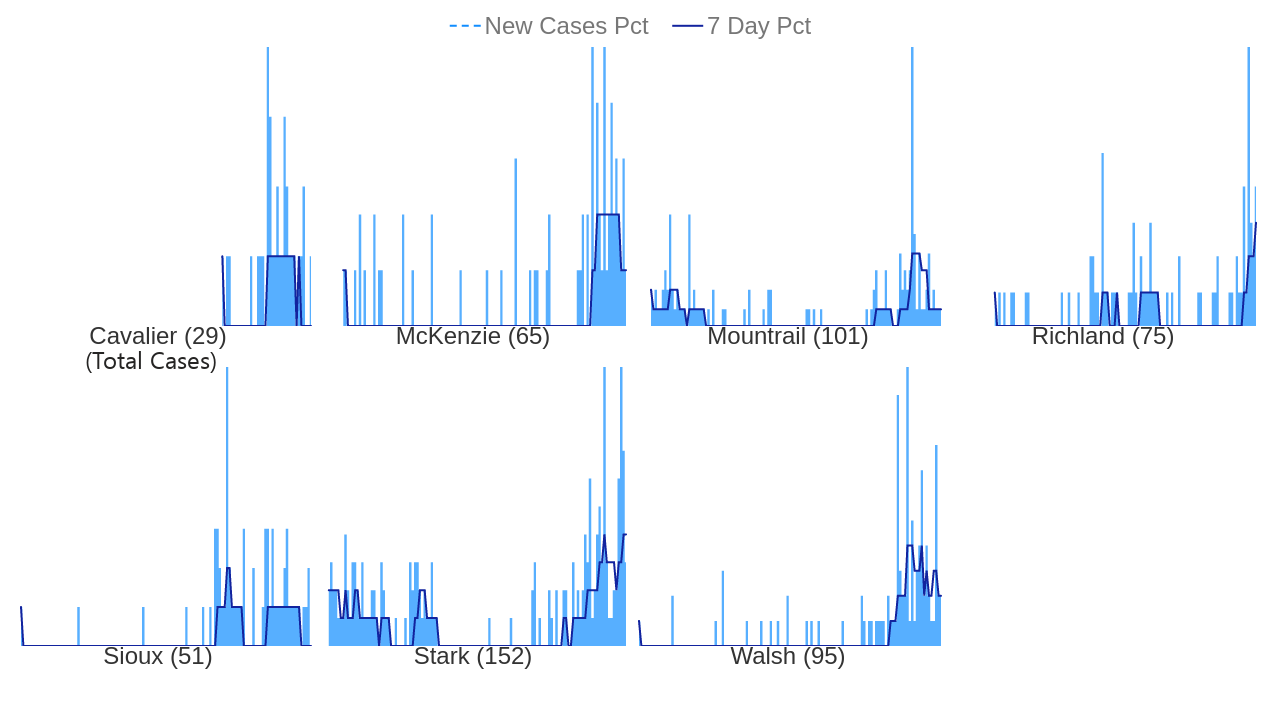 New Cases Pct 7 Day Pct
Cavalier (29) McKenzie (65) Mountrail (101) Richland (75)
(Total Cases)
Sioux (51) Stark (152) Walsh (95)